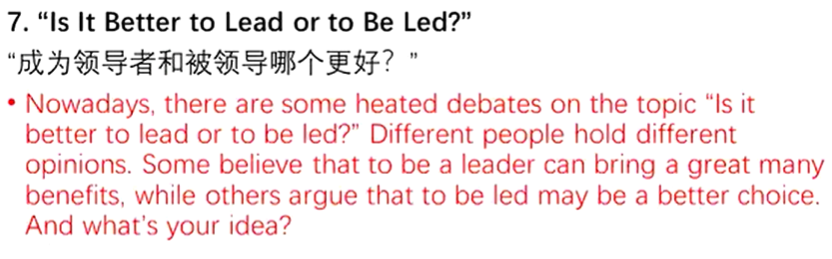 7. “Is It Better to Lead or to Be Led?”
“成为领导者和被领导哪个更好？”
• Nowadays, there are some heated debates on the topic “Is it
better to lead or to be led?” Different people hold different
opinions. Some believe that to be a leader can bring a great many
benefits, while others argue that to be led may be a better choice.
And what’s your idea?